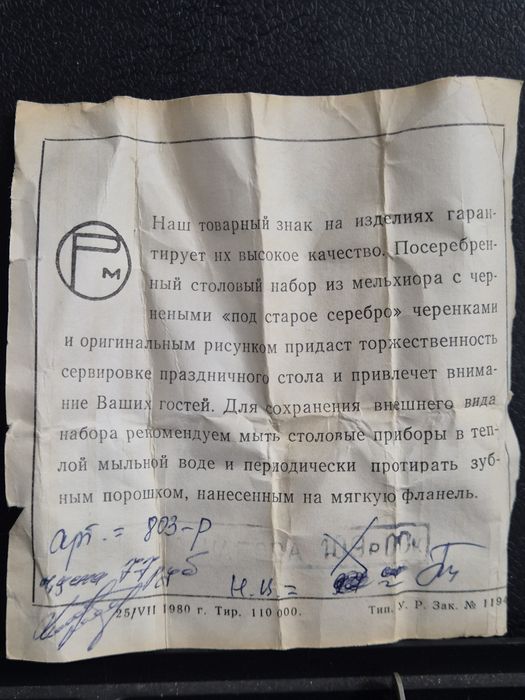 Рм
Наш товарный знак на изделиях гаран-
тирует их высокое качество. Посеребрен-
ный столовый набор из мельхиора с чер-
неными «под старое серебро» черенками
и оригинальным рисунком придаст торжественность
сервировке праздничного стола и привлечет внима-
ние Ваших гостей. Для сохранения внешнего вида
набора рекомендуем мыть столовые приборы в теп-
лой мыльной воде и периодически протирать зуб-
ным порошком, нанесенным на мягкую фланель.
арт. = 803-р
Н.Ц =
25/VII 1980 г. Тир. 110 000. Тип. У. Р. Зак. № 119